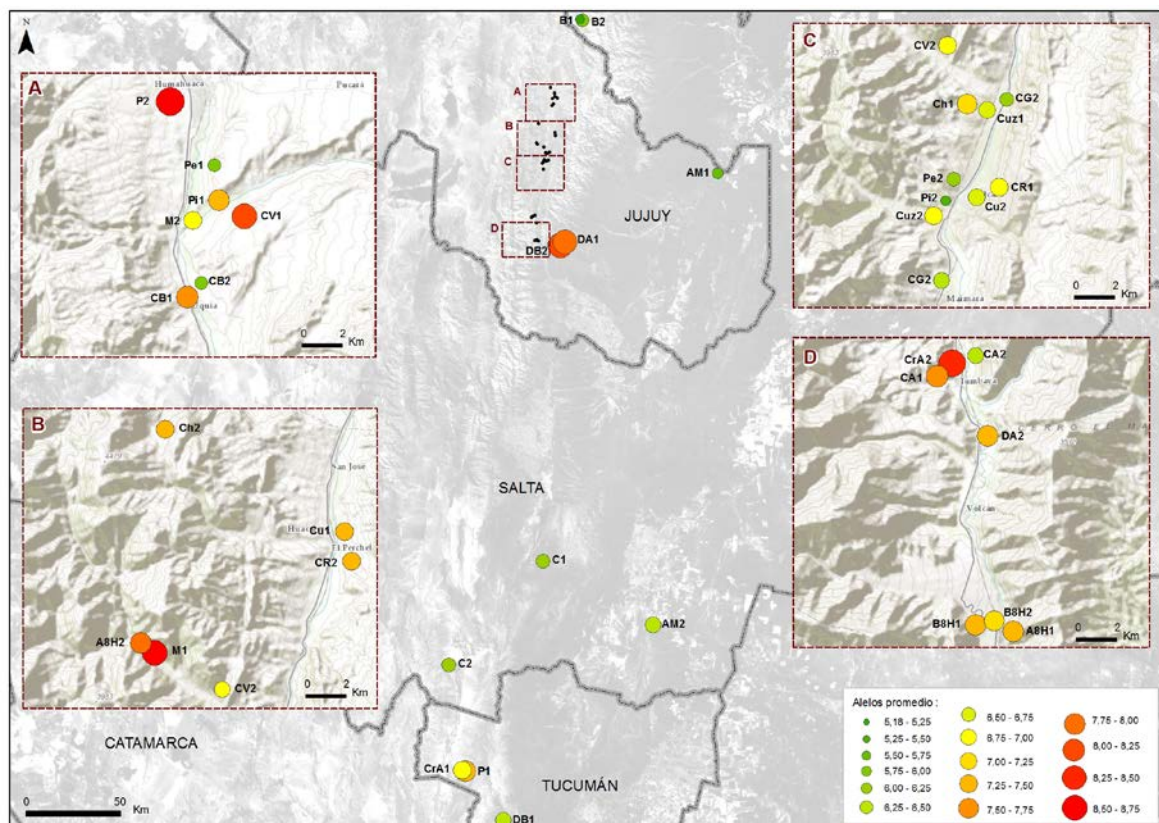 N
A
Humahuaca
P2
Pucará
Pe1
Pi1
M2
CV1
CB2
CB1
0 2
Km
B
Ch2
San José
Cu1
El Perchel
CR2
A8H2
M1
CV2
0 2
Km
B1
B2
A
B
C
D
AM1
JUJUY
DB2
DA1
SALTA
C1
AM2
C2
CATAMARCA
CrA1
P1
TUCUMÁN
DB1
0 50
Km
C
CV2
Ch1
CG2
Cuz1
Pe2
Pi2
CR1
Cu2
Cuz2
CG2
Maimará
0 2
Km
D
CrA2
CA2
CA1
Tumbaya
DA2
Volcán
B8H1
B8H2
A8H1
0 2
Km
Alelos promedio :
5,18 - 5,25
5,25 - 5,50
5,50 - 5,75
5,75 - 6,00
6,00 - 6,25
6,25 - 6,50
6,50 - 6,75
6,75 - 7,00
7,00 - 7,25
7,25 - 7,50
7,50 - 7,75
7,75 - 8,00
8,00 - 8,25
8,25 - 8,50
8,50 - 8,75